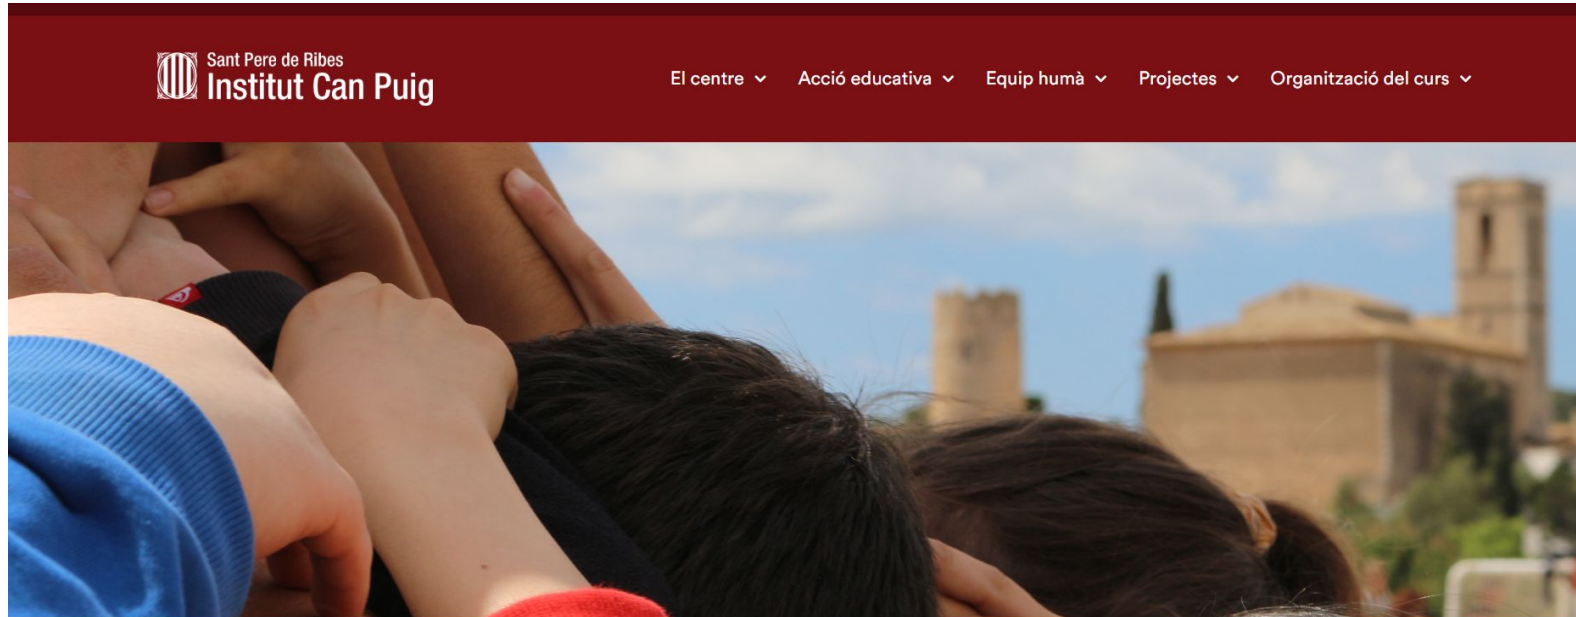 Sant Pere de Ribes
Institut Can Puig
El centre Acció educativa Equip humà Projectes Organització del curs